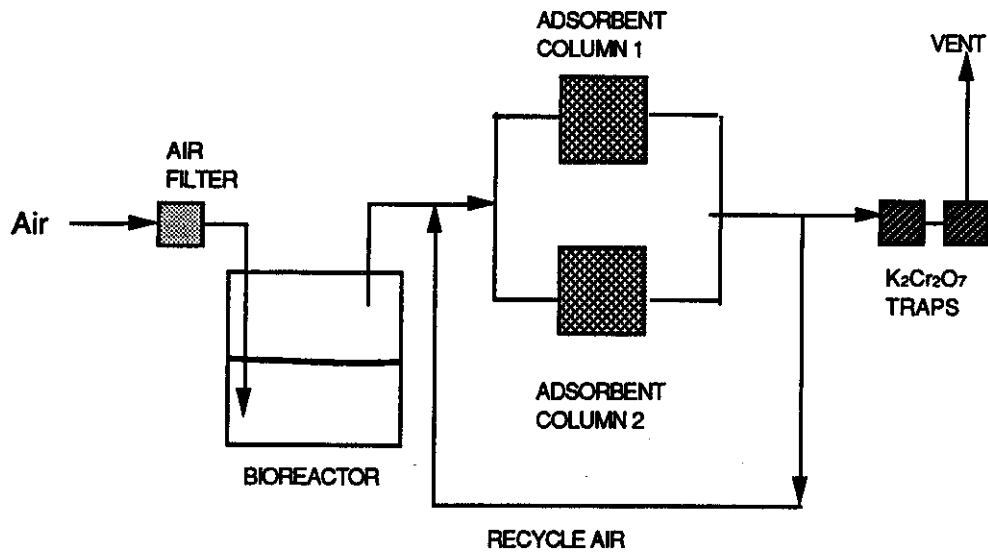 ADSORBENT
COLUMN 1
VENT
AIR
FILTER
Air
K₂Cr₂O₇
TRAPS
ADSORBENT
COLUMN 2
BIOREACTOR
RECYCLE AIR